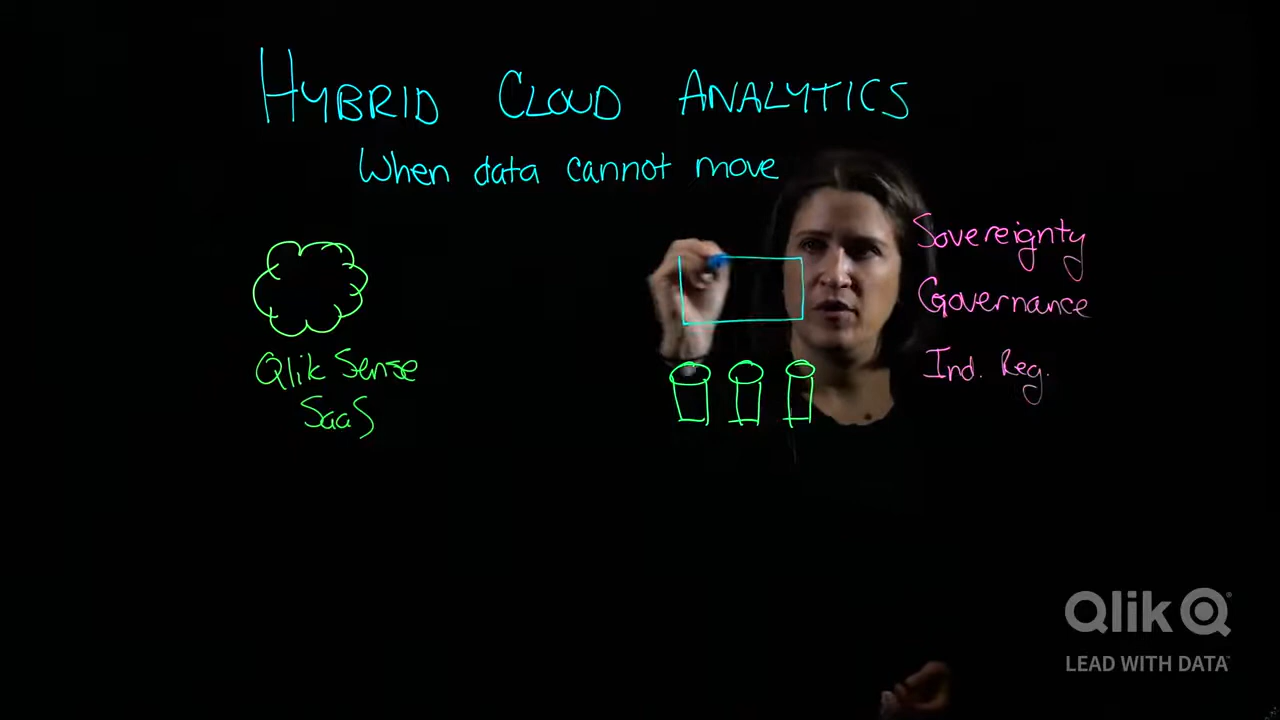 HYBRID CLOUD ANALYTICS
When data cannot move
Sovereignty
Governance
Ind. Reg.
Qlik Sense
SaaS
Qlik
LEAD WITH DATA